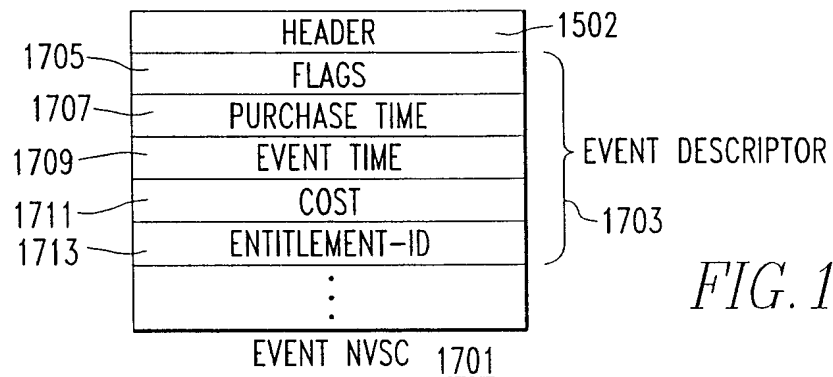 HEADER 1502
1705 FLAGS
1707 PURCHASE TIME
1709 EVENT TIME EVENT DESCRIPTOR
1711 COST 1703
1713 ENTITLEMENT-ID
FIG. 1
EVENT NVSC 1701